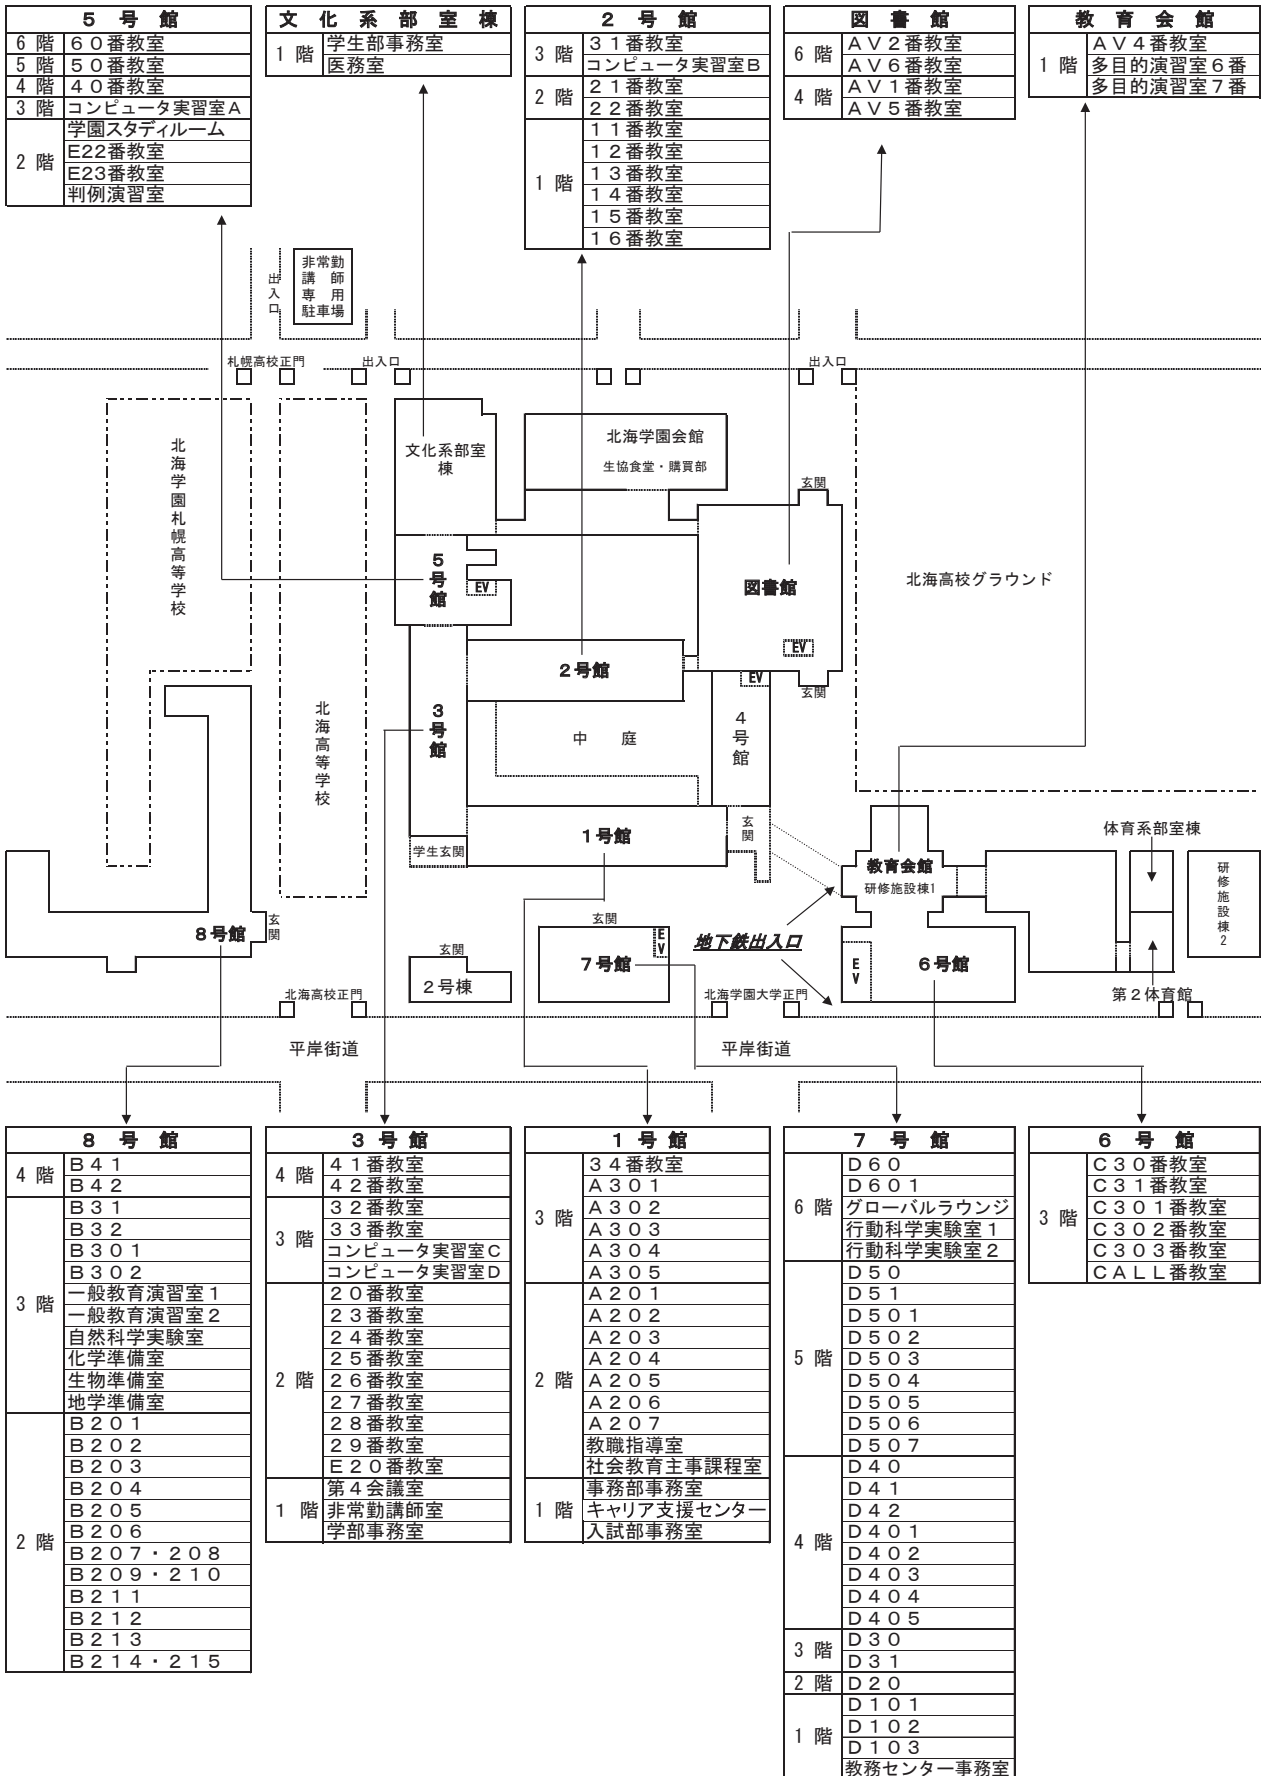 ５号館
6 階
６０番教室
5 階
５０番教室
4 階
４０番教室
3 階
コンピュータ実習室Ａ
2 階
学園スタディルーム
E22番教室
E23番教室
判例演習室
文化系部室棟
1 階
学生部事務室
医務室
２号館
3 階
３１番教室
コンピュータ実習室Ｂ
2 階
２１番教室
２２番教室
1 階
１１番教室
１２番教室
１３番教室
１４番教室
１５番教室
１６番教室
図書館
6 階
ＡＶ２番教室
ＡＶ６番教室
4 階
ＡＶ１番教室
ＡＶ５番教室
教育会館
1 階
ＡＶ４番教室
多目的演習室６番
多目的演習室７番
出入口
非常勤
講師
専用
駐車場
札幌高校正門
出入口
出入口
北海学園札幌高等学校
北海高等学校
文化系部室
棟
北海学園会館
生協食堂・購買部
玄関
５号館
EV
図書館
EV
玄関
北海高校グラウンド
２号館
EV
３号館
中庭
４号館
１号館
玄関
学生玄関
教育会館
研修施設棟1
体育系部室棟
研修施設棟2
８号館
玄関
玄関
２号棟
玄関
７号館
EV
地下鉄出入口
EV
６号館
第２体育館
北海高校正門
北海学園大学正門
平岸街道
平岸街道
８号館
4 階
Ｂ４１
Ｂ４２
3 階
Ｂ３１
Ｂ３２
Ｂ３０１
Ｂ３０２
一般教育演習室１
一般教育演習室２
自然科学実験室
化学準備室
生物準備室
地学準備室
2 階
Ｂ２０１
Ｂ２０２
Ｂ２０３
Ｂ２０４
Ｂ２０５
Ｂ２０６
Ｂ２０７・２０８
Ｂ２０９・２１０
Ｂ２１１
Ｂ２１２
Ｂ２１３
Ｂ２１４・２１５
３号館
4 階
４１番教室
４２番教室
3 階
３２番教室
３３番教室
コンピュータ実習室Ｃ
コンピュータ実習室Ｄ
2 階
２０番教室
２３番教室
２４番教室
２５番教室
２６番教室
２７番教室
２８番教室
２９番教室
Ｅ２０番教室
1 階
第４会議室
非常勤講師室
学部事務室
１号館
3 階
３４番教室
Ａ３０１
Ａ３０２
Ａ３０３
Ａ３０４
Ａ３０５
2 階
Ａ２０１
Ａ２０２
Ａ２０３
Ａ２０４
Ａ２０５
Ａ２０６
Ａ２０７
教職指導室
社会教育主事課程室
1 階
事務部事務室
キャリア支援センター
入試部事務室
７号館
6 階
Ｄ６０
Ｄ６０１
グローバルラウンジ
行動科学実験室１
行動科学実験室２
5 階
Ｄ５０
Ｄ５１
Ｄ５０１
Ｄ５０２
Ｄ５０３
Ｄ５０４
Ｄ５０５
Ｄ５０６
Ｄ５０７
4 階
Ｄ４０
Ｄ４１
Ｄ４２
Ｄ４０１
Ｄ４０２
Ｄ４０３
Ｄ４０４
Ｄ４０５
3 階
Ｄ３０
Ｄ３１
2 階
Ｄ２０
1 階
Ｄ１０１
Ｄ１０２
Ｄ１０３
教務センター事務室
６号館
3 階
Ｃ３０番教室
Ｃ３１番教室
Ｃ３０１番教室
Ｃ３０２番教室
Ｃ３０３番教室
ＣＡＬＬ番教室